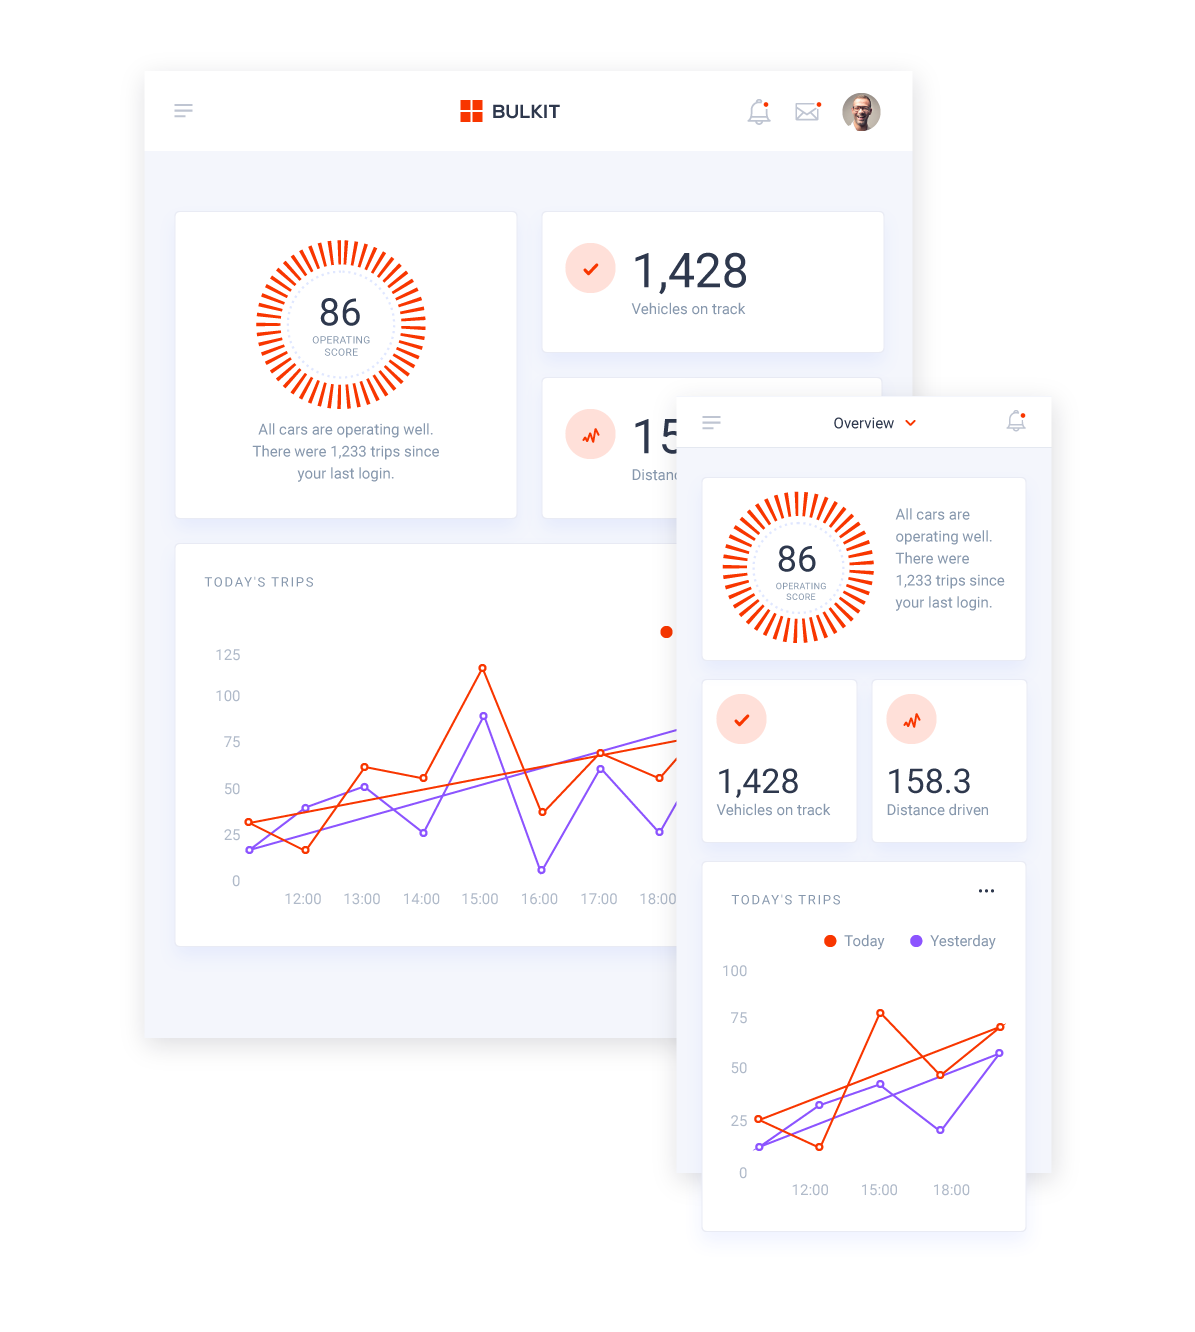 BULKIT
86
OPERATING
SCORE
All cars are operating well.
There were 1,233 trips since
your last login.
1,428
Vehicles on track
15
Distanc
TODAY'S TRIPS
125
100
75
50
25
0
12:00 13:00 14:00 15:00 16:00 17:00 18:00
Overview
86
OPERATING
SCORE
All cars are
operating well.
There were
1,233 trips since
your last login.
1,428
Vehicles on track
158.3
Distance driven
TODAY'S TRIPS
Today Yesterday
100
75
50
25
0
12:00 15:00 18:00